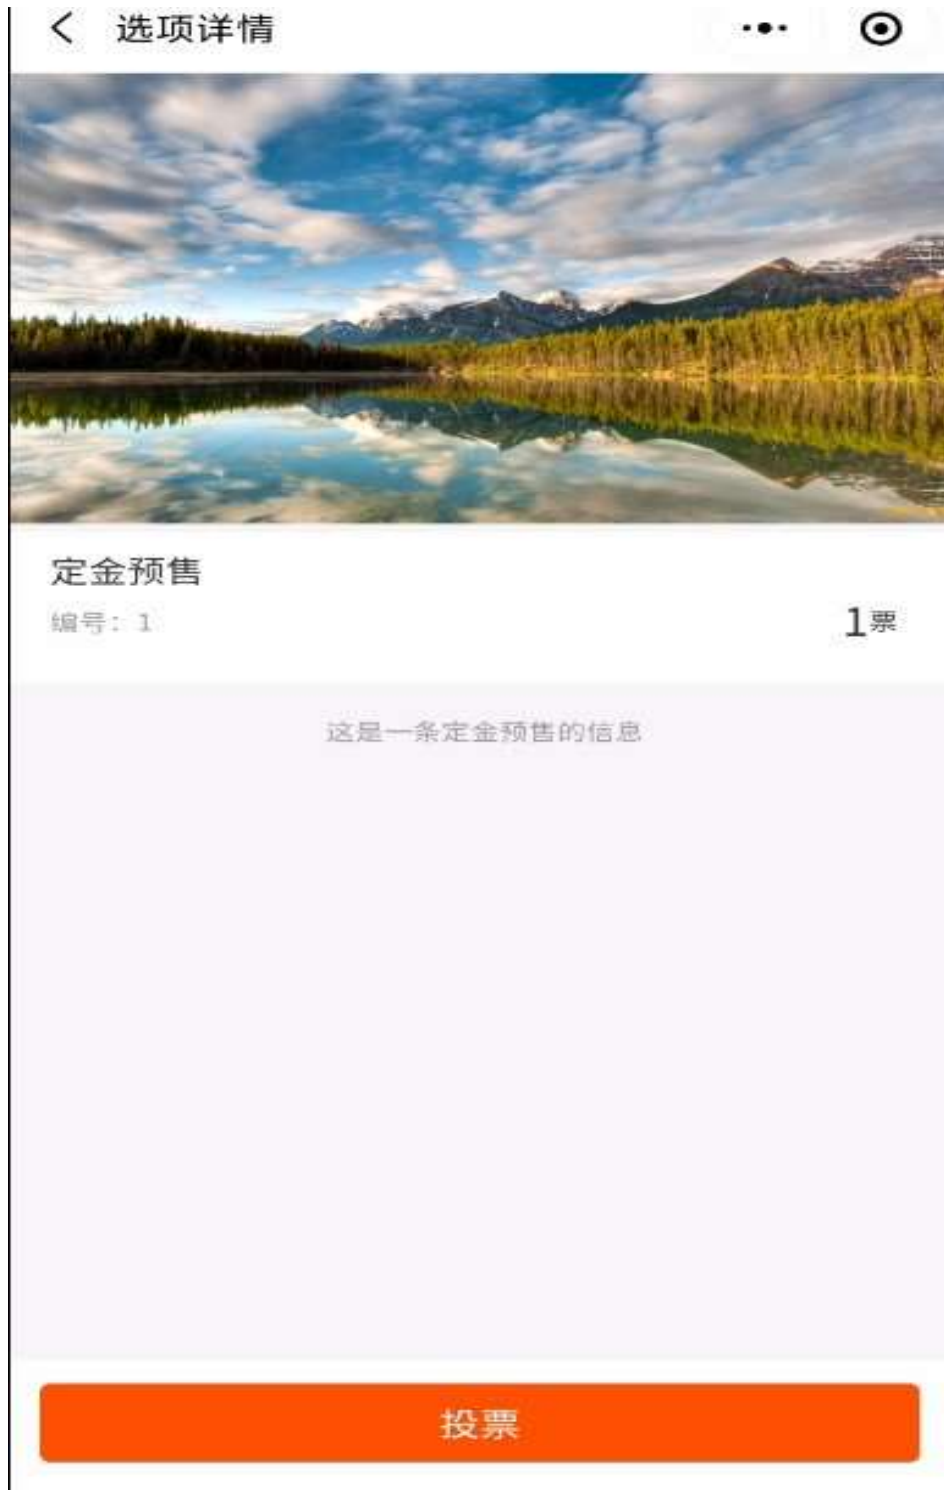 选项详情
定金预售
编号：1
1票
这是一条定金预售的信息
投票